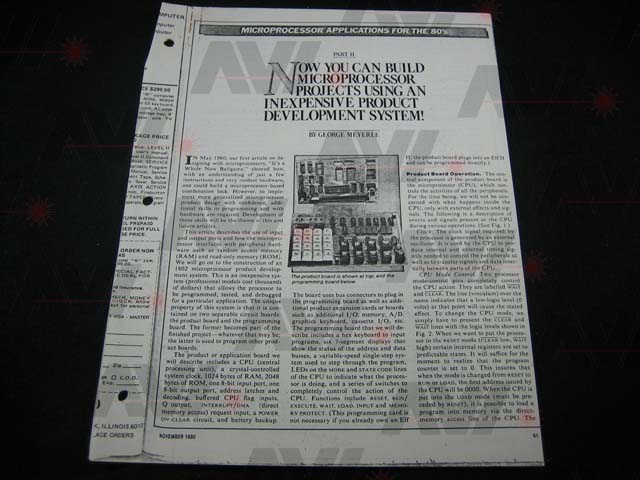 MICROPROCESSOR APPLICATIONS FOR THE 80's
PART II
NOW YOU CAN BUILD
MICROPROCESSOR
PROJECTS USING AN
INEXPENSIVE PRODUCT
DEVELOPMENT SYSTEM!
BY GEORGE MEYERLE
IN May 1980, our first article on de-
signing with microprocessors, "It's a
Whole New Ballgame," showed how,
with an understanding of just a few
instructions and very modest hardware,
one could build a microprocessor-based
combination lock. However, to imple-
ment more generalized microprocessor
product design with confidence, addi-
tional skills in programming and with
hardware are required. Development of
these skills will be the theme of this and
future articles.
This article describes the use of input
and output ports and how the micropro-
cessor interfaces with peripheral hard-
ware such as random access memory
(RAM) and read-only memory (ROM).
We will go on to the construction of an
1802 microprocessor product develop-
ment system. This is an inexpensive sys-
tem (professional models cost thousands
of dollars) that allows the processor to
be programmed, tested, and debugged
for a particular application. The unique
property of this system is that it is con-
tained on two separate circuit boards:
the product board and the programming
board. The former becomes part of the
finished project—whatever that may be;
the latter is used to program other prod-
uct boards.
The product or application board we
will describe includes a CPU (central
processing unit), a crystal-controlled
system clock, 1024 bytes of RAM, 2048
bytes of ROM, one 8-bit input port, one
8-bit output port, address latches and
decoding, buffered CPU flag inputs,
Q output, INTERRUPT/DMA (direct
memory access) request input, a POWER
ON CLEAR circuit, and battery backup.
The product board is shown at top, and the
programming board below.
The board uses bus connectors to plug in
the programming board as well as addi-
tional product expansion cards or boards
such as additional I/O, memory, A/D,
graphics keyboard, cassette I/O, etc.
The programming board that we will de-
scribe includes a hex keyboard to input
programs, six 7-segment displays that
show the status of the address and data
busses, a variable speed single-step sys-
tem used to step through the program,
LEDs on the MODE and STATE CODE lines
of the CPU to indicate what the proces-
sor is doing, and a series of switches to
completely control the action of the
CPU. Functions include RESET, RUN/
EXECUTE, WAIT, LOAD, INPUT and MEMO-
RY PROTECT. (This programming card is
not necessary if you already own an Elf
II; the product board plugs into an Elf II
and can be programmed directly.)
Product Board Operation. The cen-
tral component of the product board is
the microprocessor (CPU), which con-
trols the activities of all the peripherals.
For the time being, we will not be con-
cerned with what happens inside the
CPU, only with external effects and sig-
nals. The following is a description of
events and signals present at the CPU
during various operations. (See Fig. 1.)
Clock: The clock signal required by
the processor is generated by an external
oscillator. It is used by the CPU to pro-
duce internal and external timing sig-
nals needed to control the peripherals as
well as to transfer signals and data inter-
nally between parts of the CPU.
CPU Mode Control. Two processor
mode-control pins completely control
the CPU action. They are labelled WAIT
and CLEAR. The line (vinculum) over the
name indicates that a low-level local (0
volts) at that point will cause the stated
effect. To change the CPU mode, we
simply have to present the CLEAR and
WAIT lines with the logic levels shown in
Fig. 2. When we want to put the proces-
sor in the RESET mode (CLEAR low, WAIT
high) certain internal registers are set to
predictable states. It will suffice for the
moment to realize that the program
counter is set to 0. This insures that
when the mode is changed from RESET to
RUN or LOAD, the first address issued by
the CPU will be 0000. When the CPU is
put into the LOAD mode (must be pre-
ceded by RESET), it is possible to load a
program into memory via the direct-
memory access line of the CPU. The
NOVEMBER 1980
61